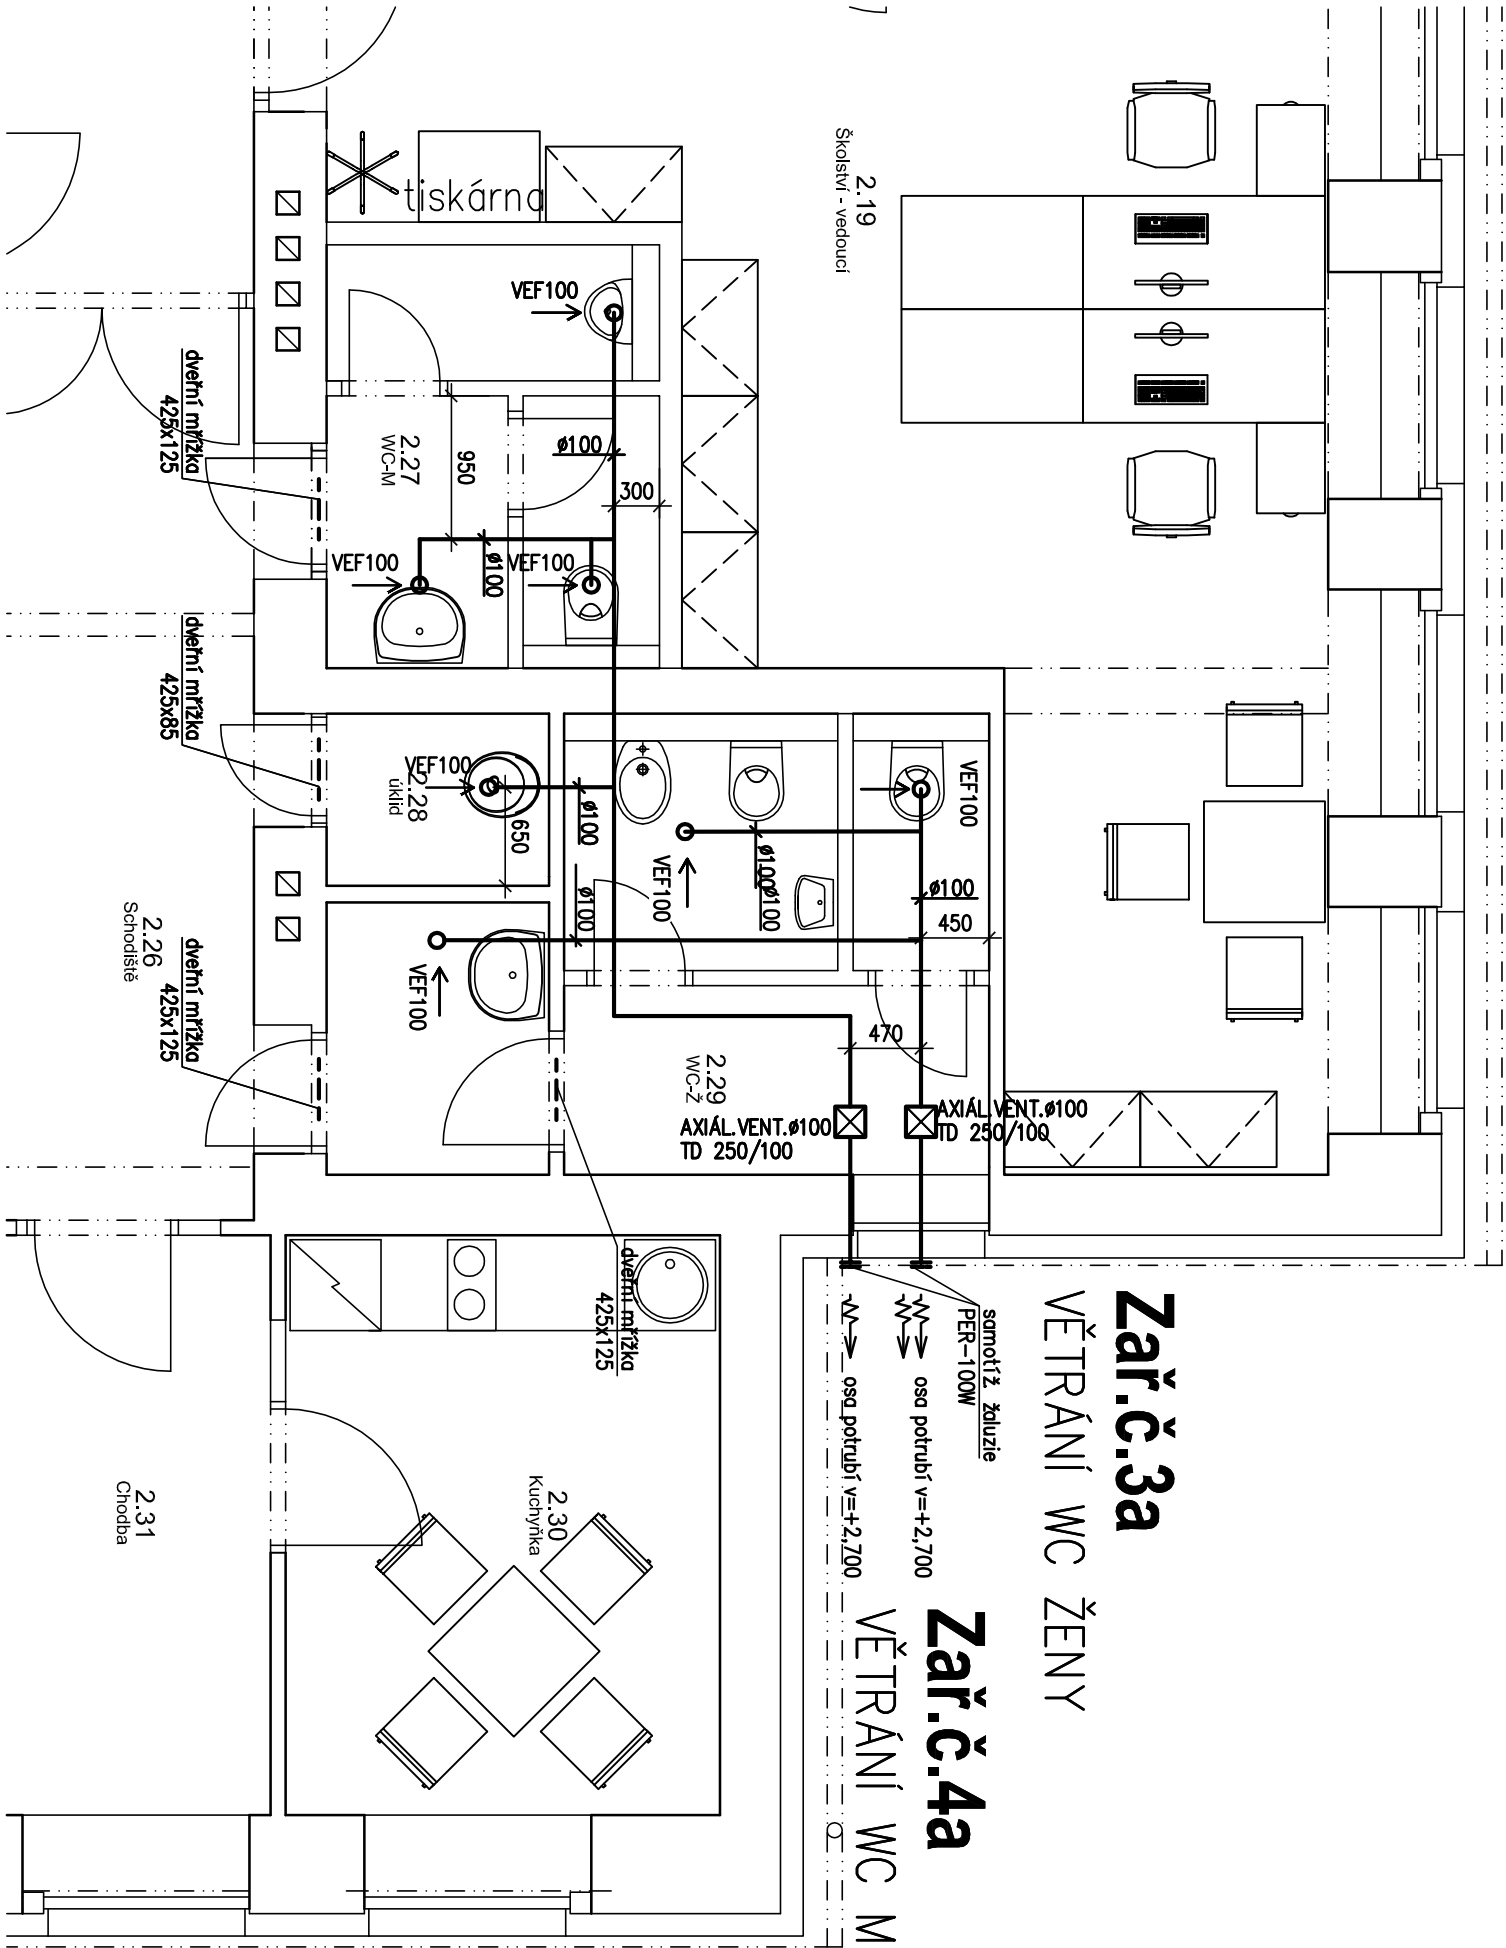 2.19
Školství - vedoucí
tiskárna
VEF100
dveřní mřížka
425x125
2.27
WC-M
950
ø100
300
VEF100
ø100
VEF100
dveřní mřížka
425x85
VEF100
2.28
úklid
650
ø100
ø100
VEF100
ø100
ø100
VEF100
ø100
450
2.26
Schodiště
dveřní mřížka
425x125
VEF100
2.29
WC-Ž
470
AXIÁL.VENT.ø100
TD 250/100
AXIÁL.VENT.ø100
TD 250/100
dveřní mřížka
425x125
samotíž žaluzie
PER-100W
osa potrubí v=+2,700
osa potrubí v=+2,700
Zař.č.3a
VĚTRÁNÍ WC ŽENY
Zař.č.4a
VĚTRÁNÍ WC M
2.30
Kuchyňka
2.31
Chodba